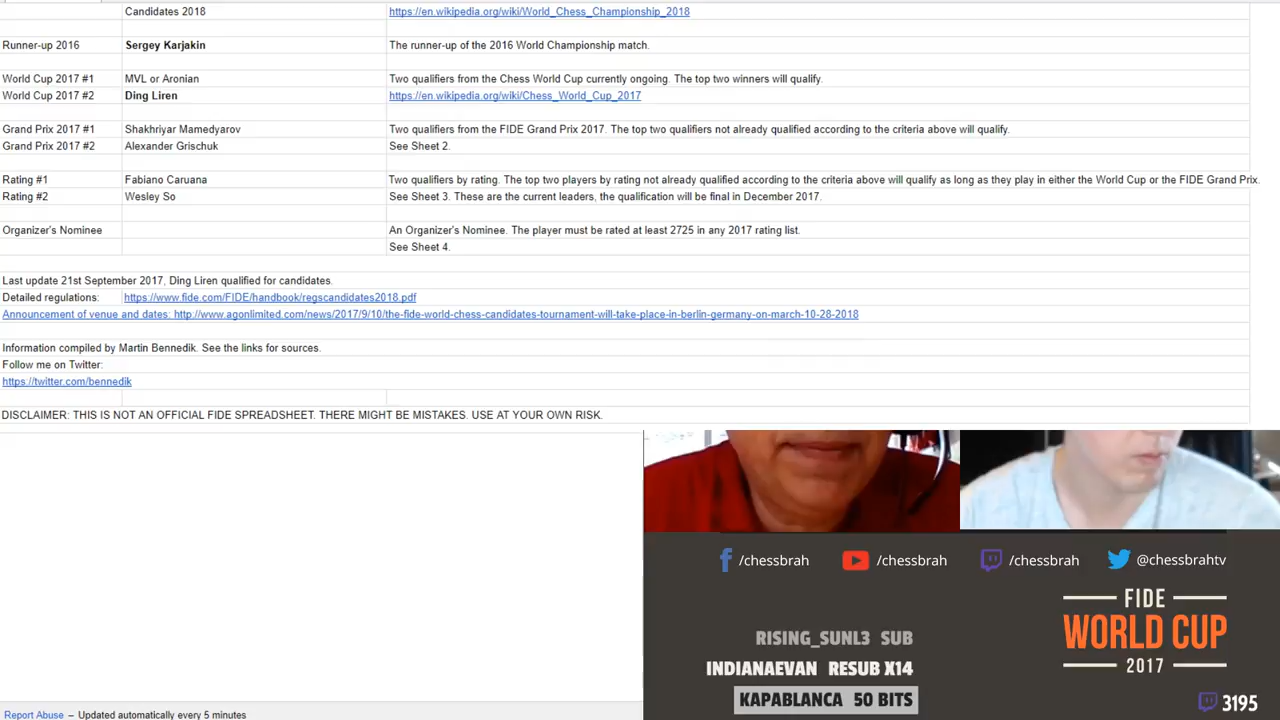 Candidates 2018 https://en.wikipedia.org/wiki/World_Chess_Championship_2018
Runner-up 2016 Sergey Karjakin The runner-up of the 2016 World Championship match.
World Cup 2017 #1 MVL or Aronian Two qualifiers from the Chess World Cup currently ongoing. The top two winners will qualify.
World Cup 2017 #2 Ding Liren https://en.wikipedia.org/wiki/Chess_World_Cup_2017
Grand Prix 2017 #1 Shakhriyar Mamedyarov Two qualifiers from the FIDE Grand Prix 2017. The top two qualifiers not already qualified according to the criteria above will qualify.
Grand Prix 2017 #2 Alexander Grischuk See Sheet 2.
Rating #1 Fabiano Caruana Two qualifiers by rating. The top two players by rating not already qualified according to the criteria above will qualify as long as they play in either the World Cup or the FIDE Grand Prix.
Rating #2 Wesley So See Sheet 3. These are the current leaders, the qualification will be final in December 2017.
Organizer's Nominee An Organizer's Nominee. The player must be rated at least 2725 in any 2017 rating list.
See Sheet 4.
Last update 21st September 2017, Ding Liren qualified for candidates.
Detailed regulations: https://www.fide.com/FIDE/handbook/regscandidates2018.pdf
Announcement of venue and dates: http://www.agonlimited.com/news/2017/9/10/the-fide-world-chess-candidates-tournament-will-take-place-in-berlin-germany-on-march-10-28-2018
Information compiled by Martin Bennedik. See the links for sources.
Follow me on Twitter:
https://twitter.com/bennedik
DISCLAIMER: THIS IS NOT AN OFFICIAL FIDE SPREADSHEET. THERE MIGHT BE MISTAKES. USE AT YOUR OWN RISK.
/chessbrah /chessbrah /chessbrah @chessbrahtv
FIDE
WORLD CUP
2017
RISING_SUNL3 SUB
INDIANAEVAN RESUB X14
KAPABLANCA 50 BITS
3195
Report Abuse – Updated automatically every 5 minutes